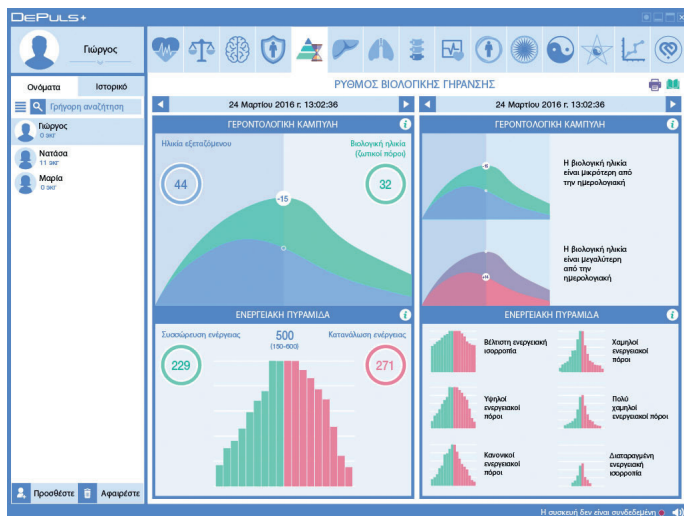 DePuls+
Γιώργος
Ονόματα
Ιστορικό
Γρήγορη αναζήτηση
Γιώργος
0 экг
Νατάσα
11 экг
Μαρία
0 экг
Προσθέστε
Αφαιρέστε
ΡΥΘΜΟΣ ΒΙΟΛΟΓΙΚΗΣ ΓΗΡΑΝΣΗΣ
24 Μαρτίου 2016 г. 13:02:36
ΓΕΡΟΝΤΟΛΟΓΙΚΗ ΚΑΜΠΥΛΗ
Ηλικία εξεταζόμενου
44
Βιολογική ηλικία
(ζωτικοί πόροι)
32
-15
ΕΝΕΡΓΕΙΑΚΗ ΠΥΡΑΜΙΔΑ
Συσσώρευση ενέργειας
229
500
(150-600)
Κατανάλωση ενέργειας
271
24 Μαρτίου 2016 г. 13:02:36
ΓΕΡΟΝΤΟΛΟΓΙΚΗ ΚΑΜΠΥΛΗ
Η βιολογική ηλικία
είναι μικρότερη από
την ημερολογιακή
Η βιολογική ηλικία
είναι μεγαλύτερη
από την
ημερολογιακή
ΕΝΕΡΓΕΙΑΚΗ ΠΥΡΑΜΙΔΑ
Βέλτιστη ενεργειακή
ισορροπία
Χαμηλοί
ενεργειακοί
πόροι
Υψηλοί
ενεργειακοί
πόροι
Πολύ
χαμηλοί
ενεργειακοί πόροι
Κανονικοί
ενεργειακοί
πόροι
Διαταραγμένη
ενεργειακή
ισορροπία
Η συσκευή δεν είναι συνδεδεμένη